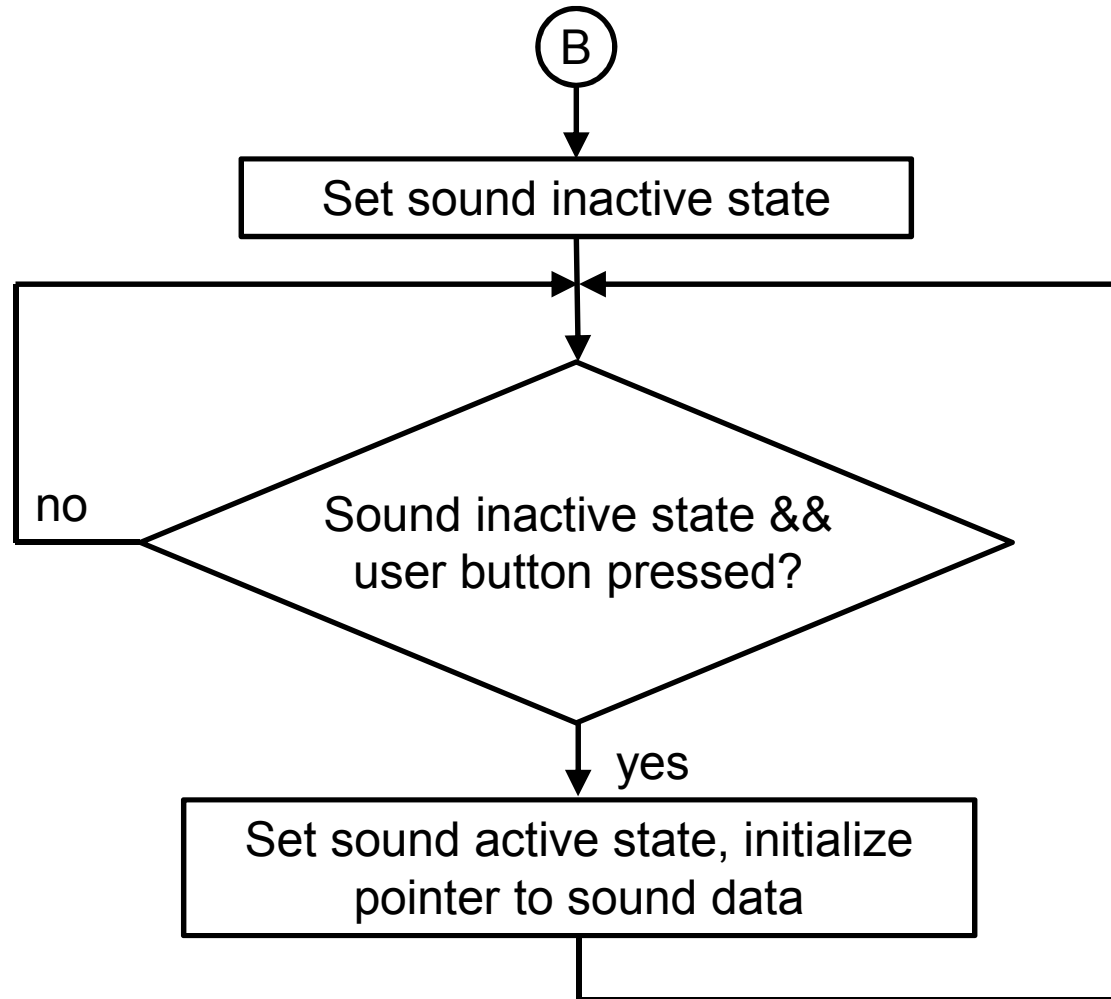 B
Set sound inactive state
no
Sound inactive state &&
user button pressed?
yes
Set sound active state, initialize
pointer to sound data